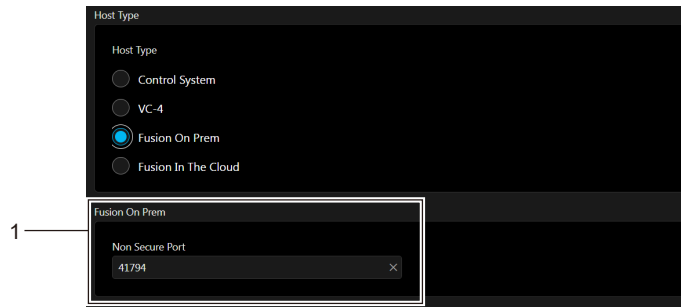 Host Type
Host Type
Control System
VC-4
Fusion On Prem
Fusion In The Cloud
Fusion On Prem
1
Non Secure Port
41794